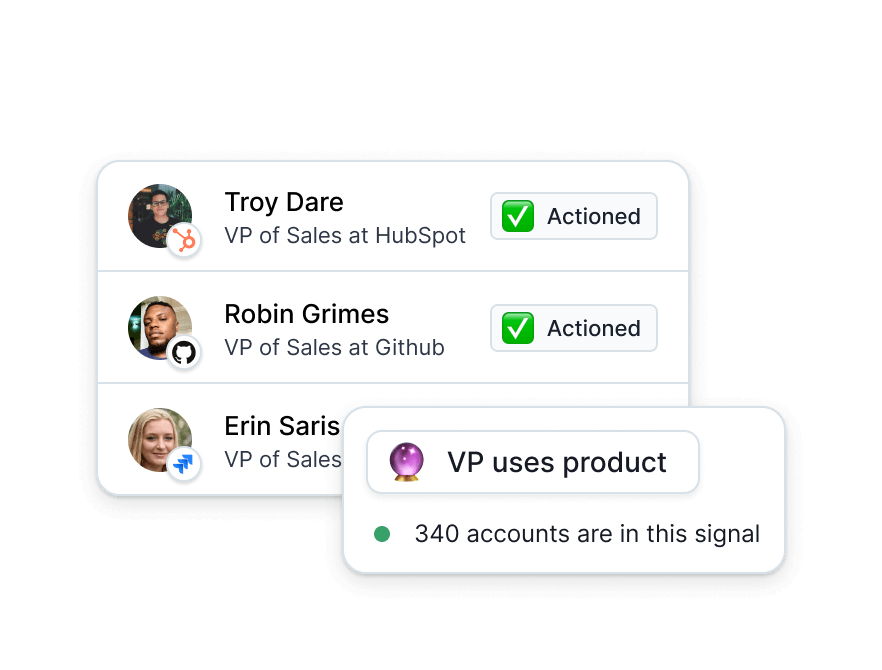 Troy Dare
VP of Sales at HubSpot
Actioned
Robin Grimes
VP of Sales at Github
Actioned
Erin Saris
VP of Sales
VP uses product
340 accounts are in this signal